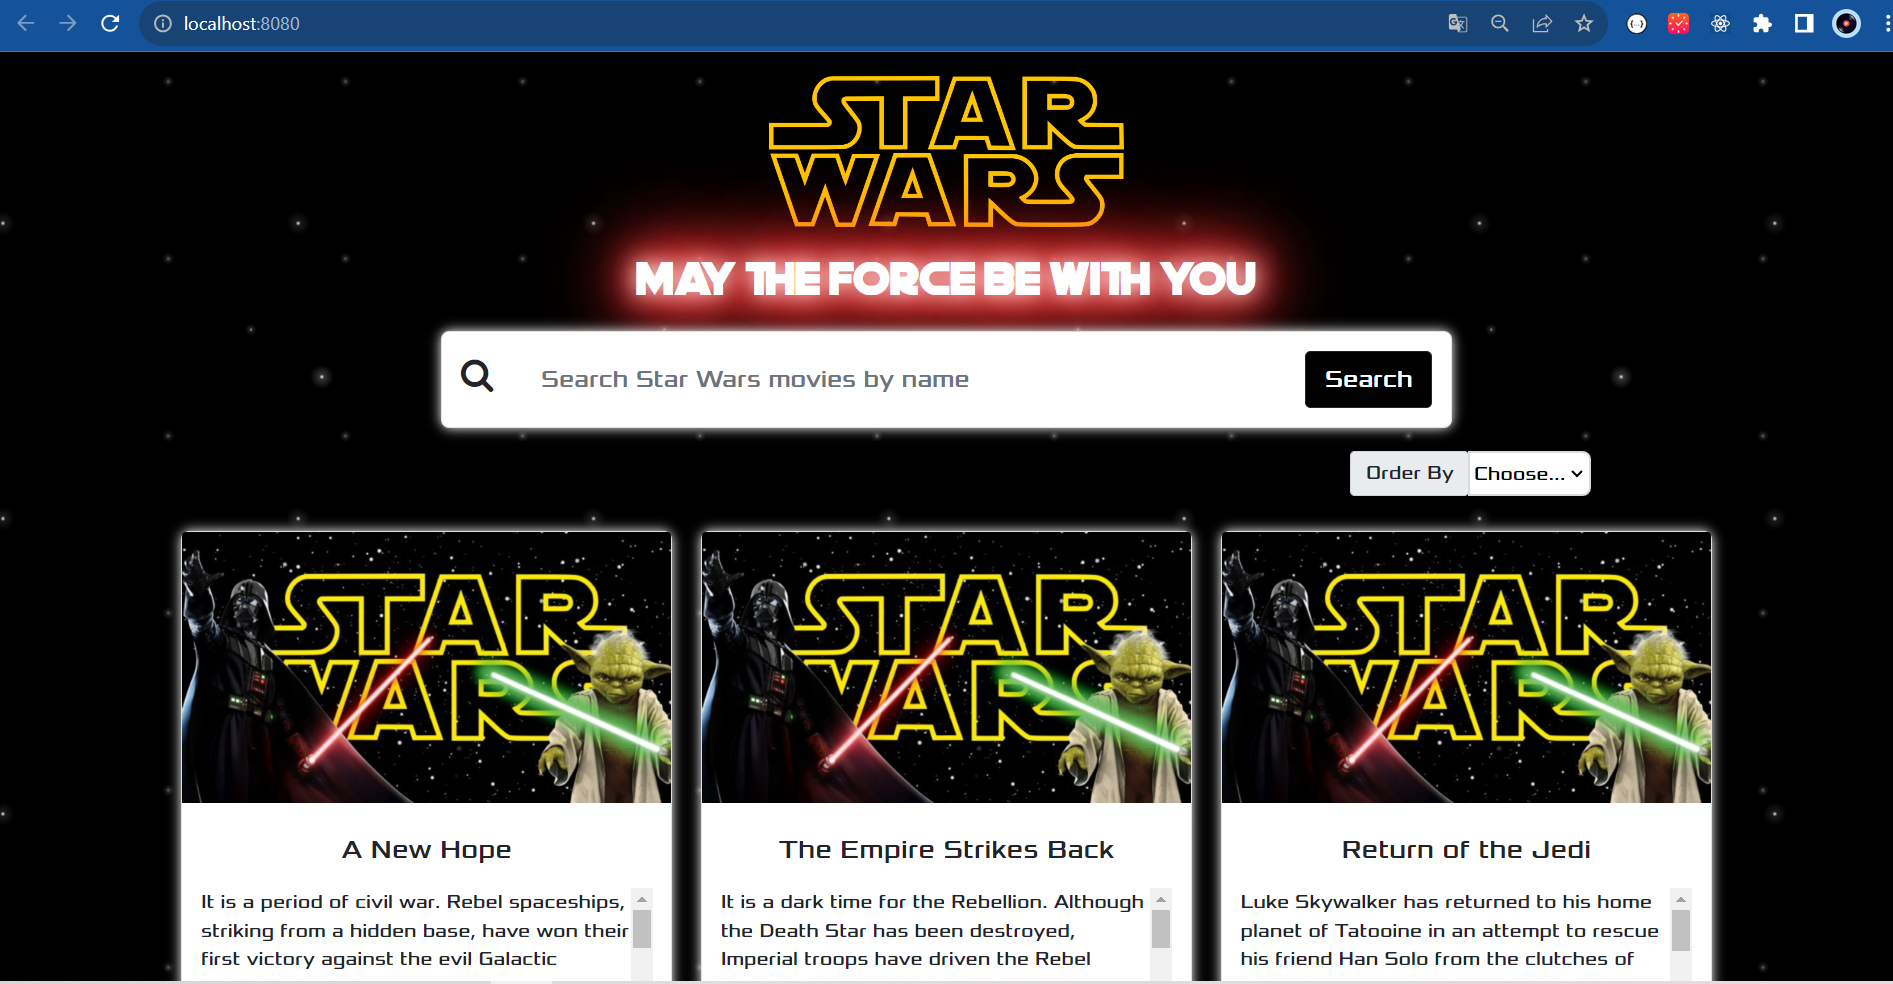 localhost:8080
STAR
WARS
MAY THE FORCE BE WITH YOU
Search Star Wars movies by name
Search
Order By
Choose...
STAR
WARS
STAR
WARS
STAR
WARS
A New Hope
It is a period of civil war. Rebel spaceships,
striking from a hidden base, have won their
first victory against the evil Galactic
The Empire Strikes Back
It is a dark time for the Rebellion. Although
the Death Star has been destroyed,
Imperial troops have driven the Rebel
Return of the Jedi
Luke Skywalker has returned to his home
planet of Tatooine in an attempt to rescue
his friend Han Solo from the clutches of